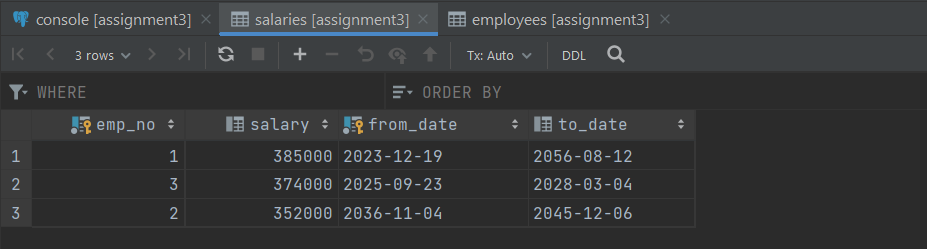 console [assignment3] salaries [assignment3] employees [assignment3]
3 rows Tx: Auto DDL
WHERE ORDER BY
emp_no salary from_date to_date
1 1 385000 2023-12-19 2056-08-12
2 3 374000 2025-09-23 2028-03-04
3 2 352000 2036-11-04 2045-12-06